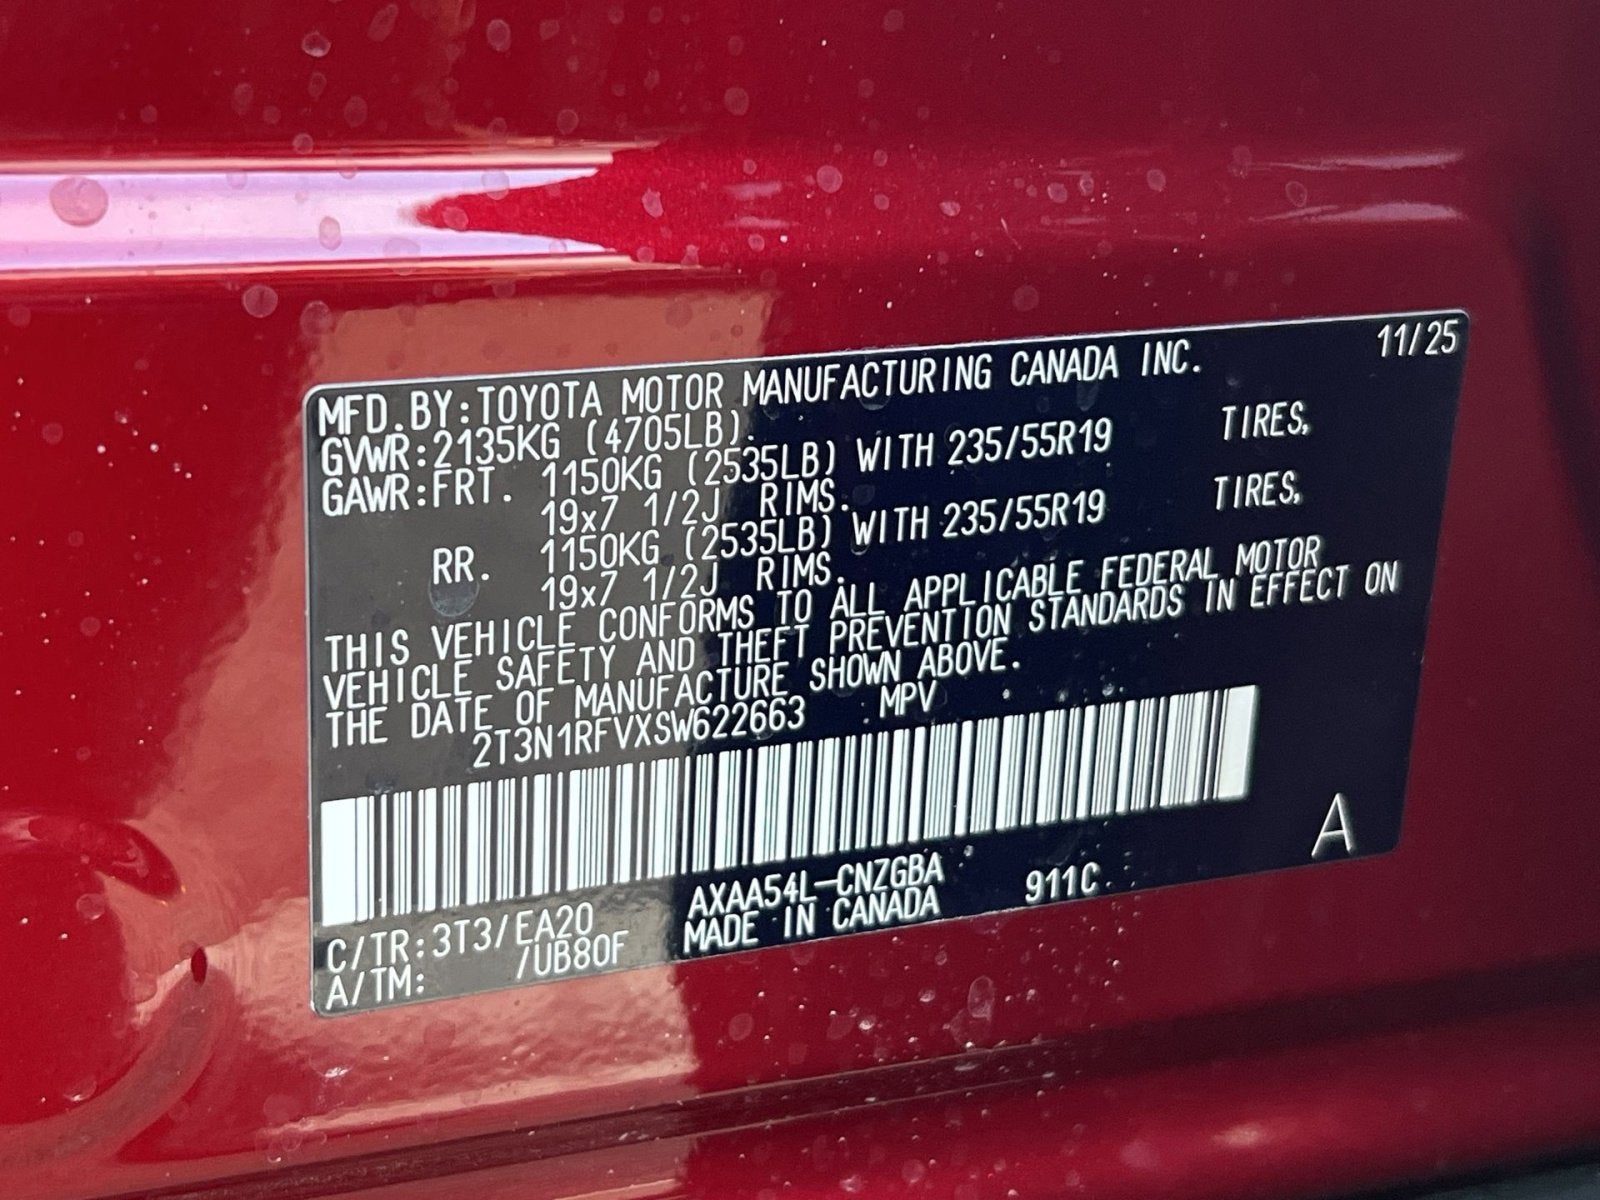 11/25
MFD.BY:TOYOTA MOTOR MANUFACTURING CANADA INC.
GVWR:2135KG (4705LB).
GAWR:FRT. 1150KG (2535LB) WITH 235/55R19 TIRES,
19x7 1/2J RIMS.
RR. 1150KG (2535LB) WITH 235/55R19 TIRES,
19x7 1/2J RIMS.
THIS VEHICLE CONFORMS TO ALL APPLICABLE FEDERAL MOTOR
VEHICLE SAFETY AND THEFT PREVENTION STANDARDS IN EFFECT ON
THE DATE OF MANUFACTURE SHOWN ABOVE.
2T3N1RFVXSW622663 MPV
A
C/TR:3T3/EA20 AXAA54L-CNZGBA 911C
A/TM: /UB80F MADE IN CANADA